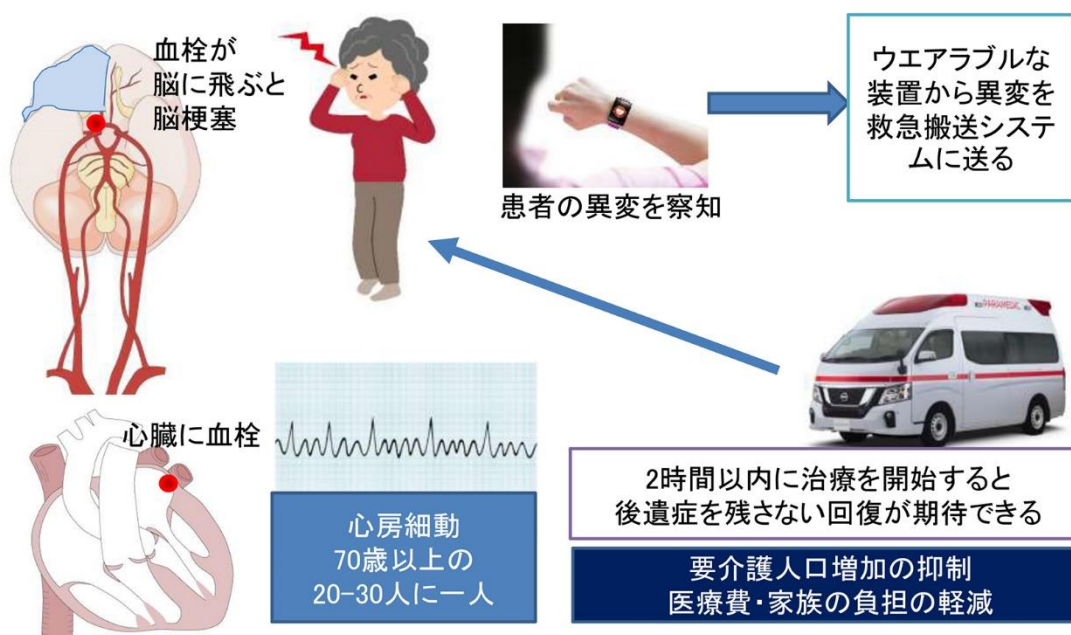 血栓が
脳に飛ぶと
脳梗塞
患者の異変を察知
ウエアラブルな
装置から異変を
救急搬送システ
ムに送る
PARAMEDIC
心臓に血栓
心房細動
70歳以上の
20-30人に一人
2時間以内に治療を開始すると
後遺症を残さない回復が期待できる
要介護人口増加の抑制
医療費・家族の負担の軽減